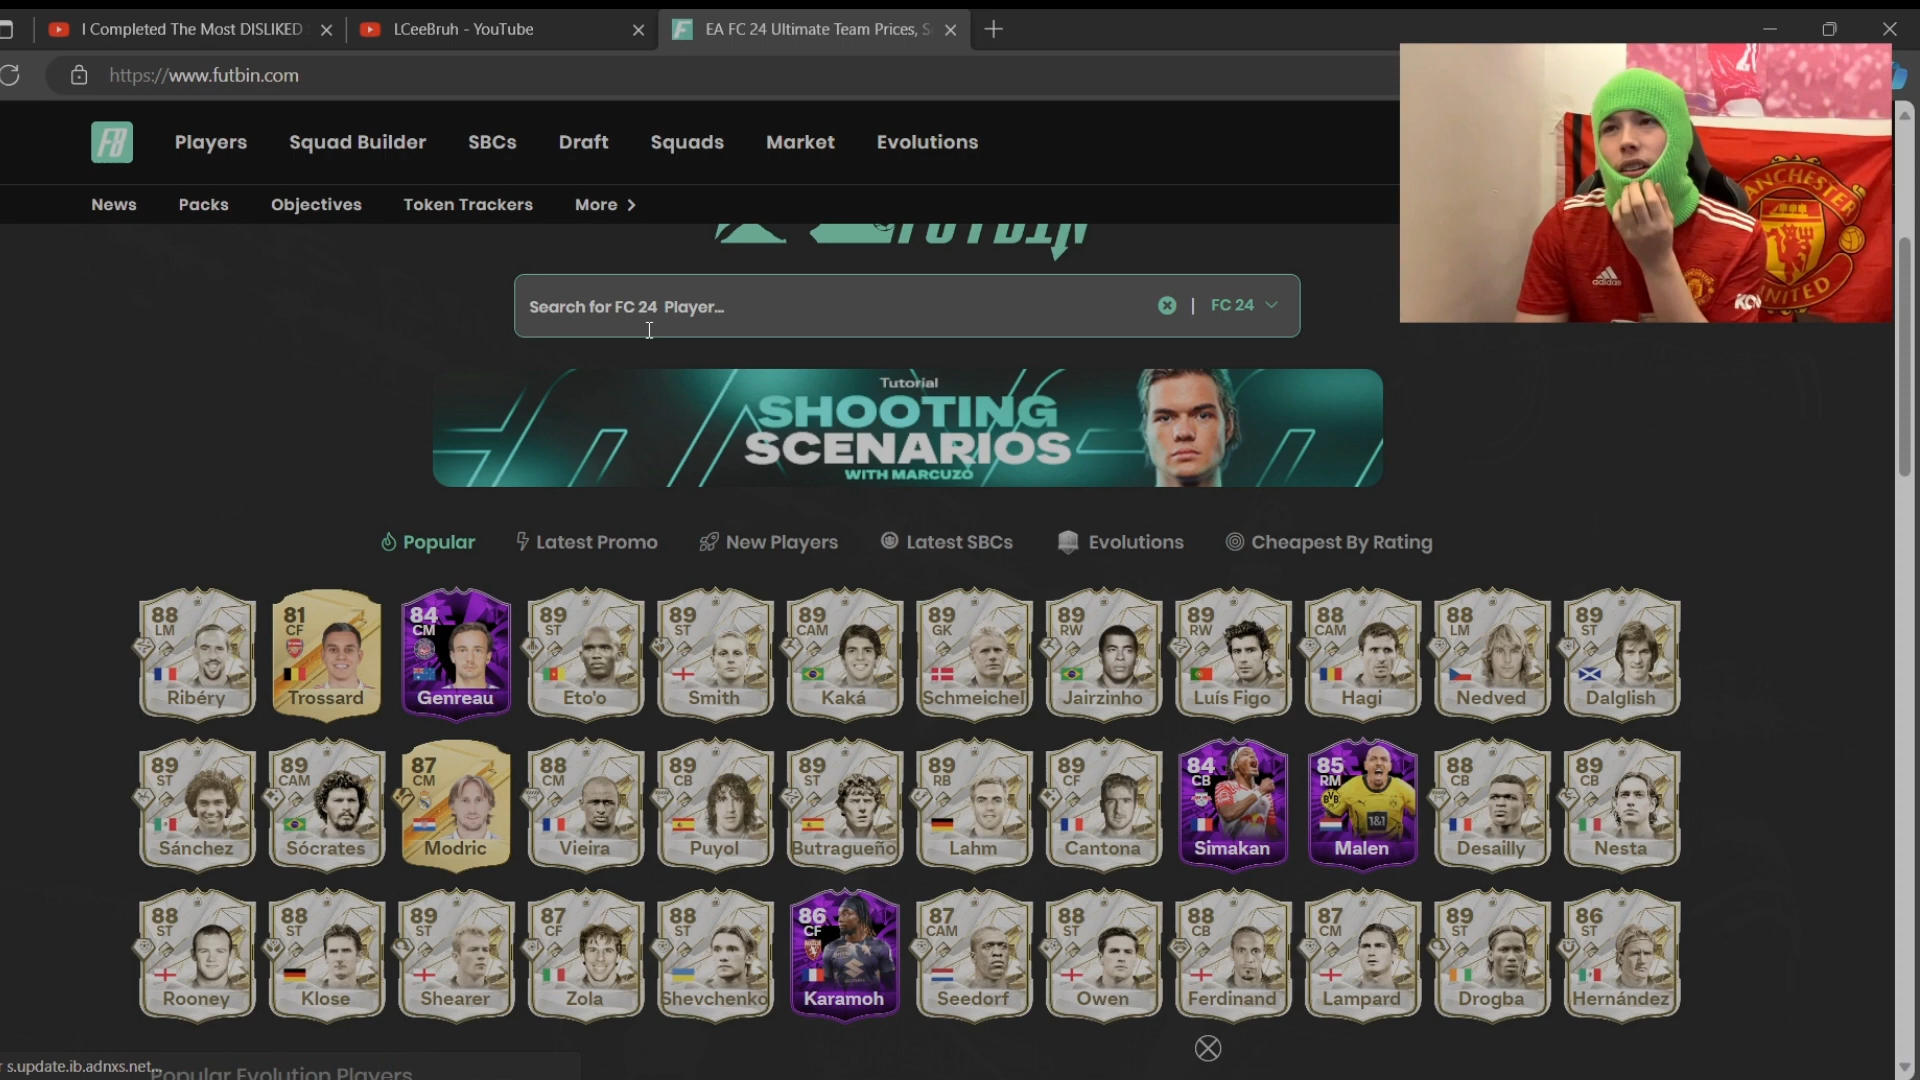 I Completed The Most DISLIKED
LCeeBruh - YouTube
EA FC 24 Ultimate Team Prices, S
https://www.futbin.com
Players
Squad Builder
SBCs
Draft
Squads
Market
Evolutions
News
Packs
Objectives
Token Trackers
More
FUTBIN
Search for FC 24 Player...
FC 24
Tutorial
SHOOTING
SCENARIOS
WITH MARCUZO
Popular
Latest Promo
New Players
Latest SBCs
Evolutions
Cheapest By Rating
88 LM Ribéry
81 CF Trossard
84 CM Genreau
89 ST Eto'o
89 ST Smith
89 CAM Kaká
89 GK Schmeichel
89 RW Jairzinho
89 RW Luís Figo
88 CAM Hagi
88 LM Nedved
89 ST Dalglish
89 ST Sánchez
89 CAM Sócrates
87 CM Modric
88 CM Vieira
89 CB Puyol
89 ST Butragueño
89 RB Lahm
89 CF Cantona
84 CB Simakan
85 RM Malen
88 CB Desailly
89 CB Nesta
88 ST Rooney
88 ST Klose
89 ST Shearer
87 CF Zola
88 ST Shevchenko
86 CF Karamoh
87 CAM Seedorf
88 ST Owen
88 CB Ferdinand
87 CM Lampard
89 ST Drogba
86 ST Hernández
s.update.ib.adnxs.net...
Popular Evolution Players
MANCHESTER
UNITED
adidas